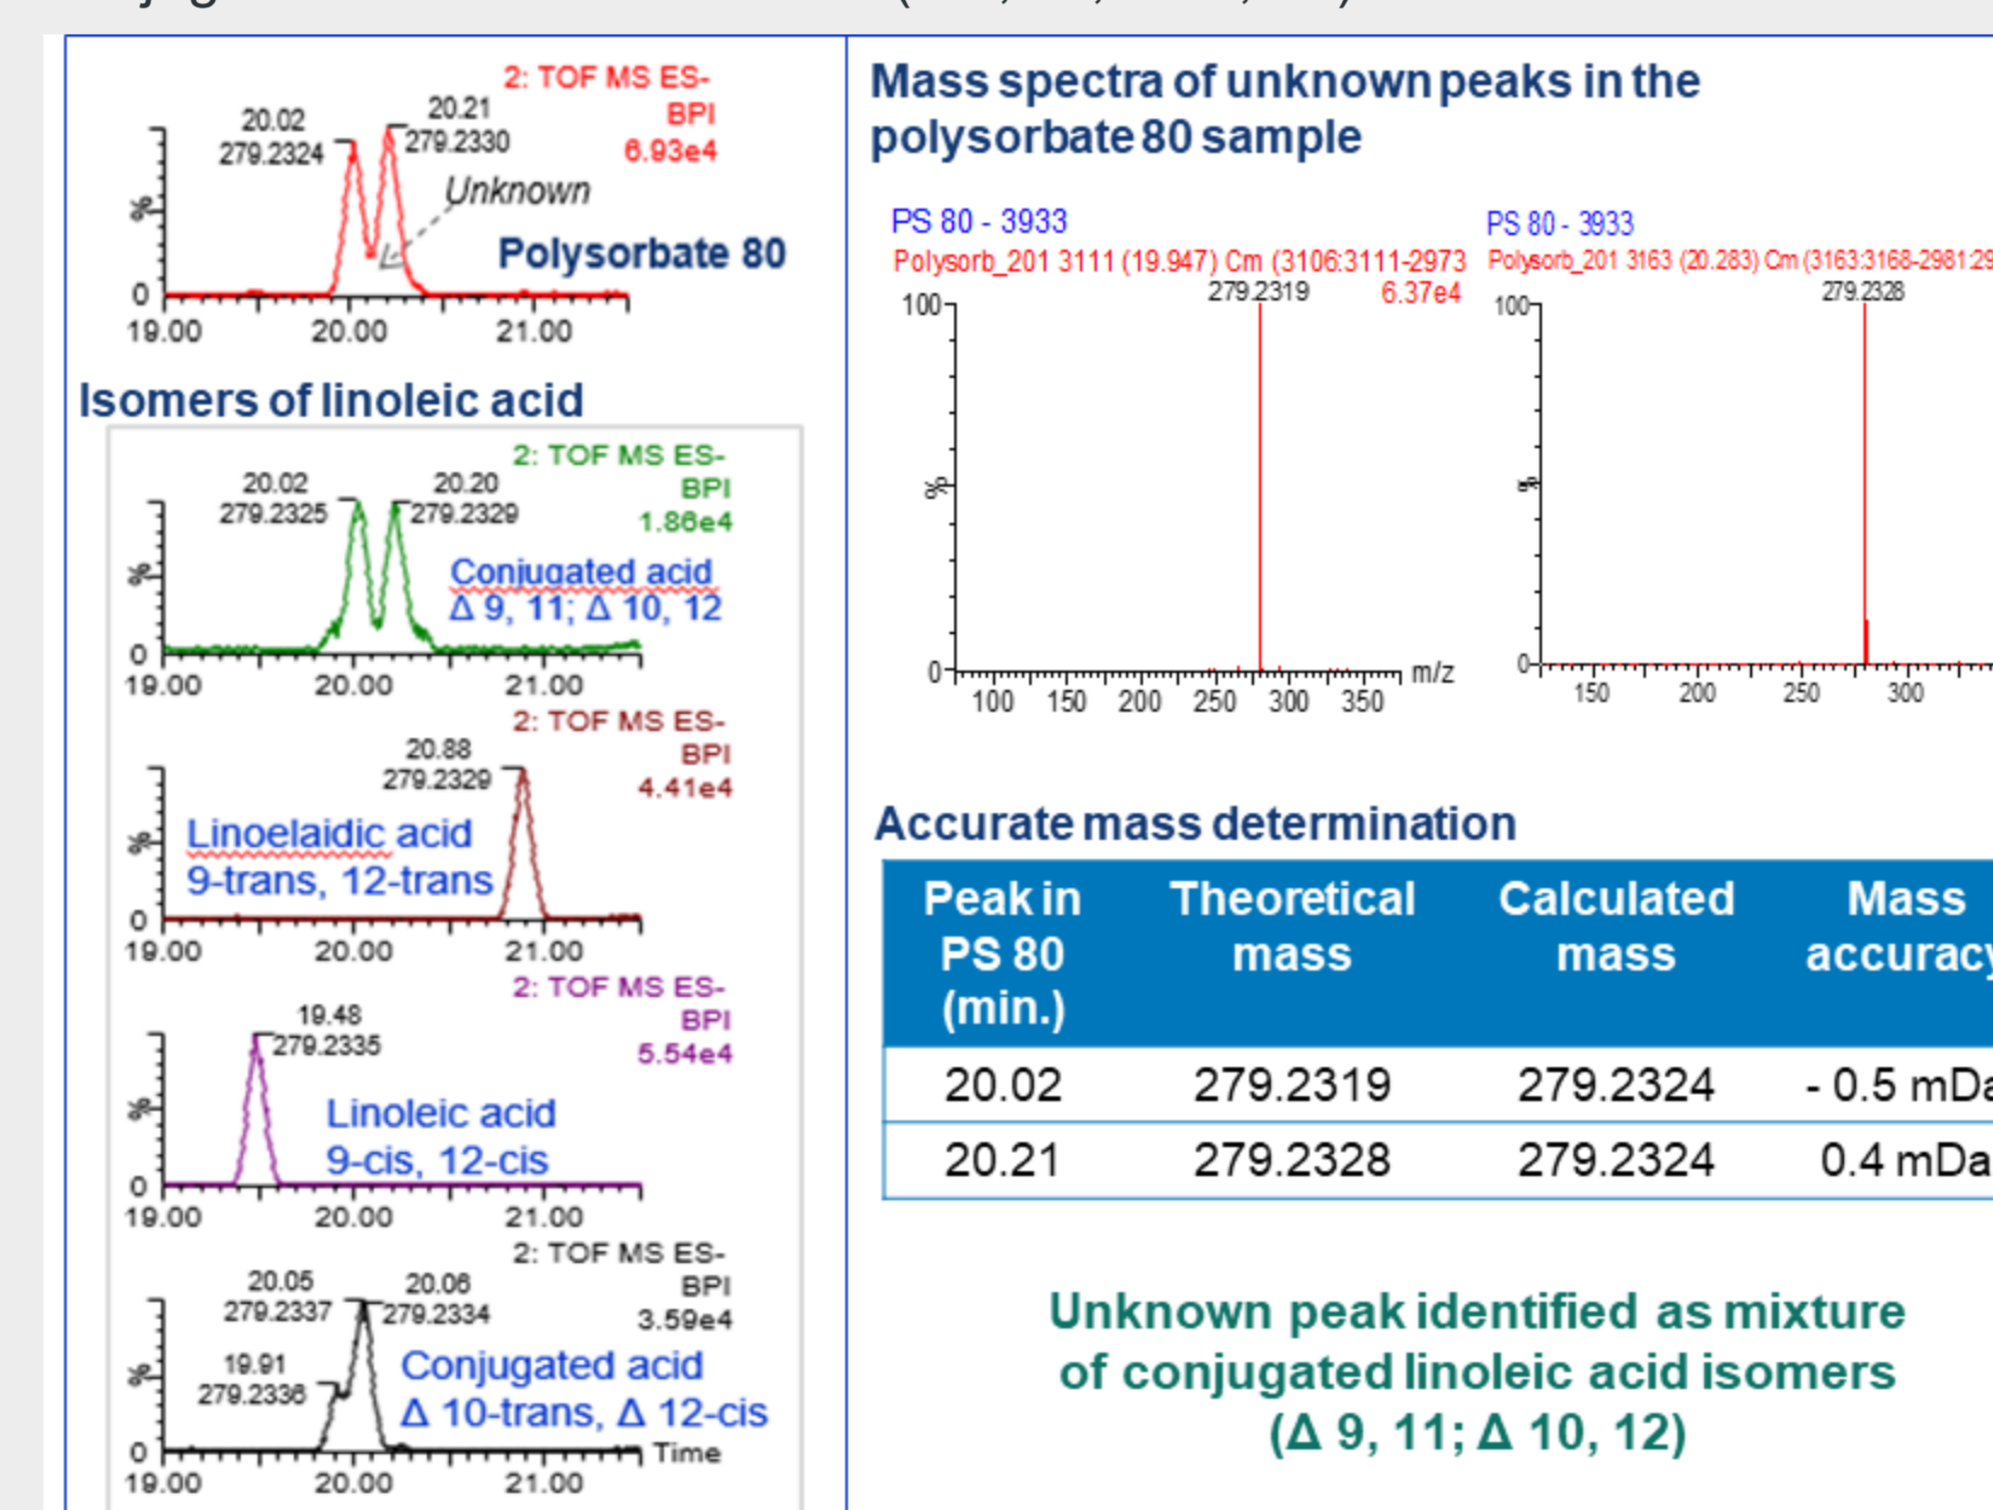 2: TOF MS ES-
BPI
6.93e4
20.02
279.2324
20.21
279.2330
Unknown
Polysorbate 80
%
0
19.00 20.00 21.00
Isomers of linoleic acid
2: TOF MS ES-
BPI
1.86e4
20.02
279.2325
20.20
279.2329
Conjugated acid
Δ 9, 11; Δ 10, 12
%
0
19.00 20.00 21.00
2: TOF MS ES-
BPI
4.41e4
20.88
279.2329
Linoelaidic acid
9-trans, 12-trans
%
0
19.00 20.00 21.00
2: TOF MS ES-
BPI
5.54e4
19.48
279.2335
Linoleic acid
9-cis, 12-cis
%
0
19.00 20.00 21.00
2: TOF MS ES-
BPI
3.59e4
20.05
279.2337
20.06
279.2334
19.91
279.2336
Conjugated acid
Δ 10-trans, Δ 12-cis
%
0
Time
19.00 20.00 21.00
Mass spectra of unknown peaks in the
polysorbate 80 sample
PS 80 - 3933
Polysorb_201 3111 (19.947) Cm (3106:3111-2973
279.2319 6.37e4
100
%
0
m/z
100 150 200 250 300 350
PS 80 - 3933
Polysorb_201 3163 (20.283) Cm (3163:3168-2981:29
279.2328
100
%
0
150 200 250 300
Accurate mass determination
Peak in PS 80 (min.) Theoretical mass Calculated mass Mass accuracy
20.02 279.2319 279.2324 - 0.5 mDa
20.21 279.2328 279.2324 0.4 mDa
Unknown peak identified as mixture
of conjugated linoleic acid isomers
(Δ 9, 11; Δ 10, 12)